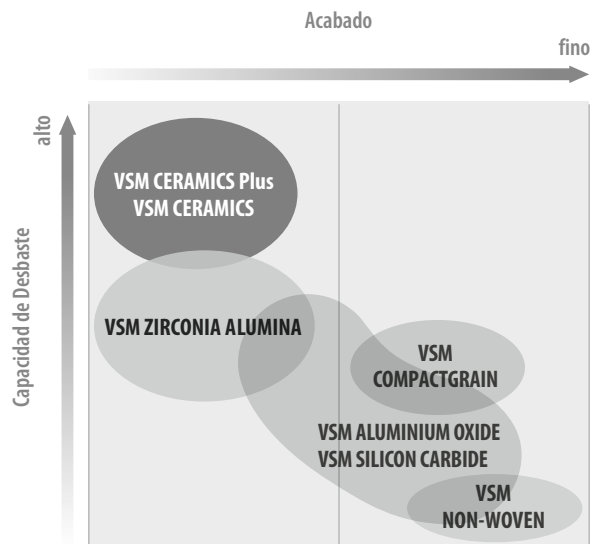 Acabado
fino
alto
Capacidad de Desbaste
VSM CERAMICS Plus
VSM CERAMICS
VSM ZIRCONIA ALUMINA
VSM
COMPACTGRAIN
VSM ALUMINIUM OXIDE
VSM SILICON CARBIDE
VSM
NON-WOVEN